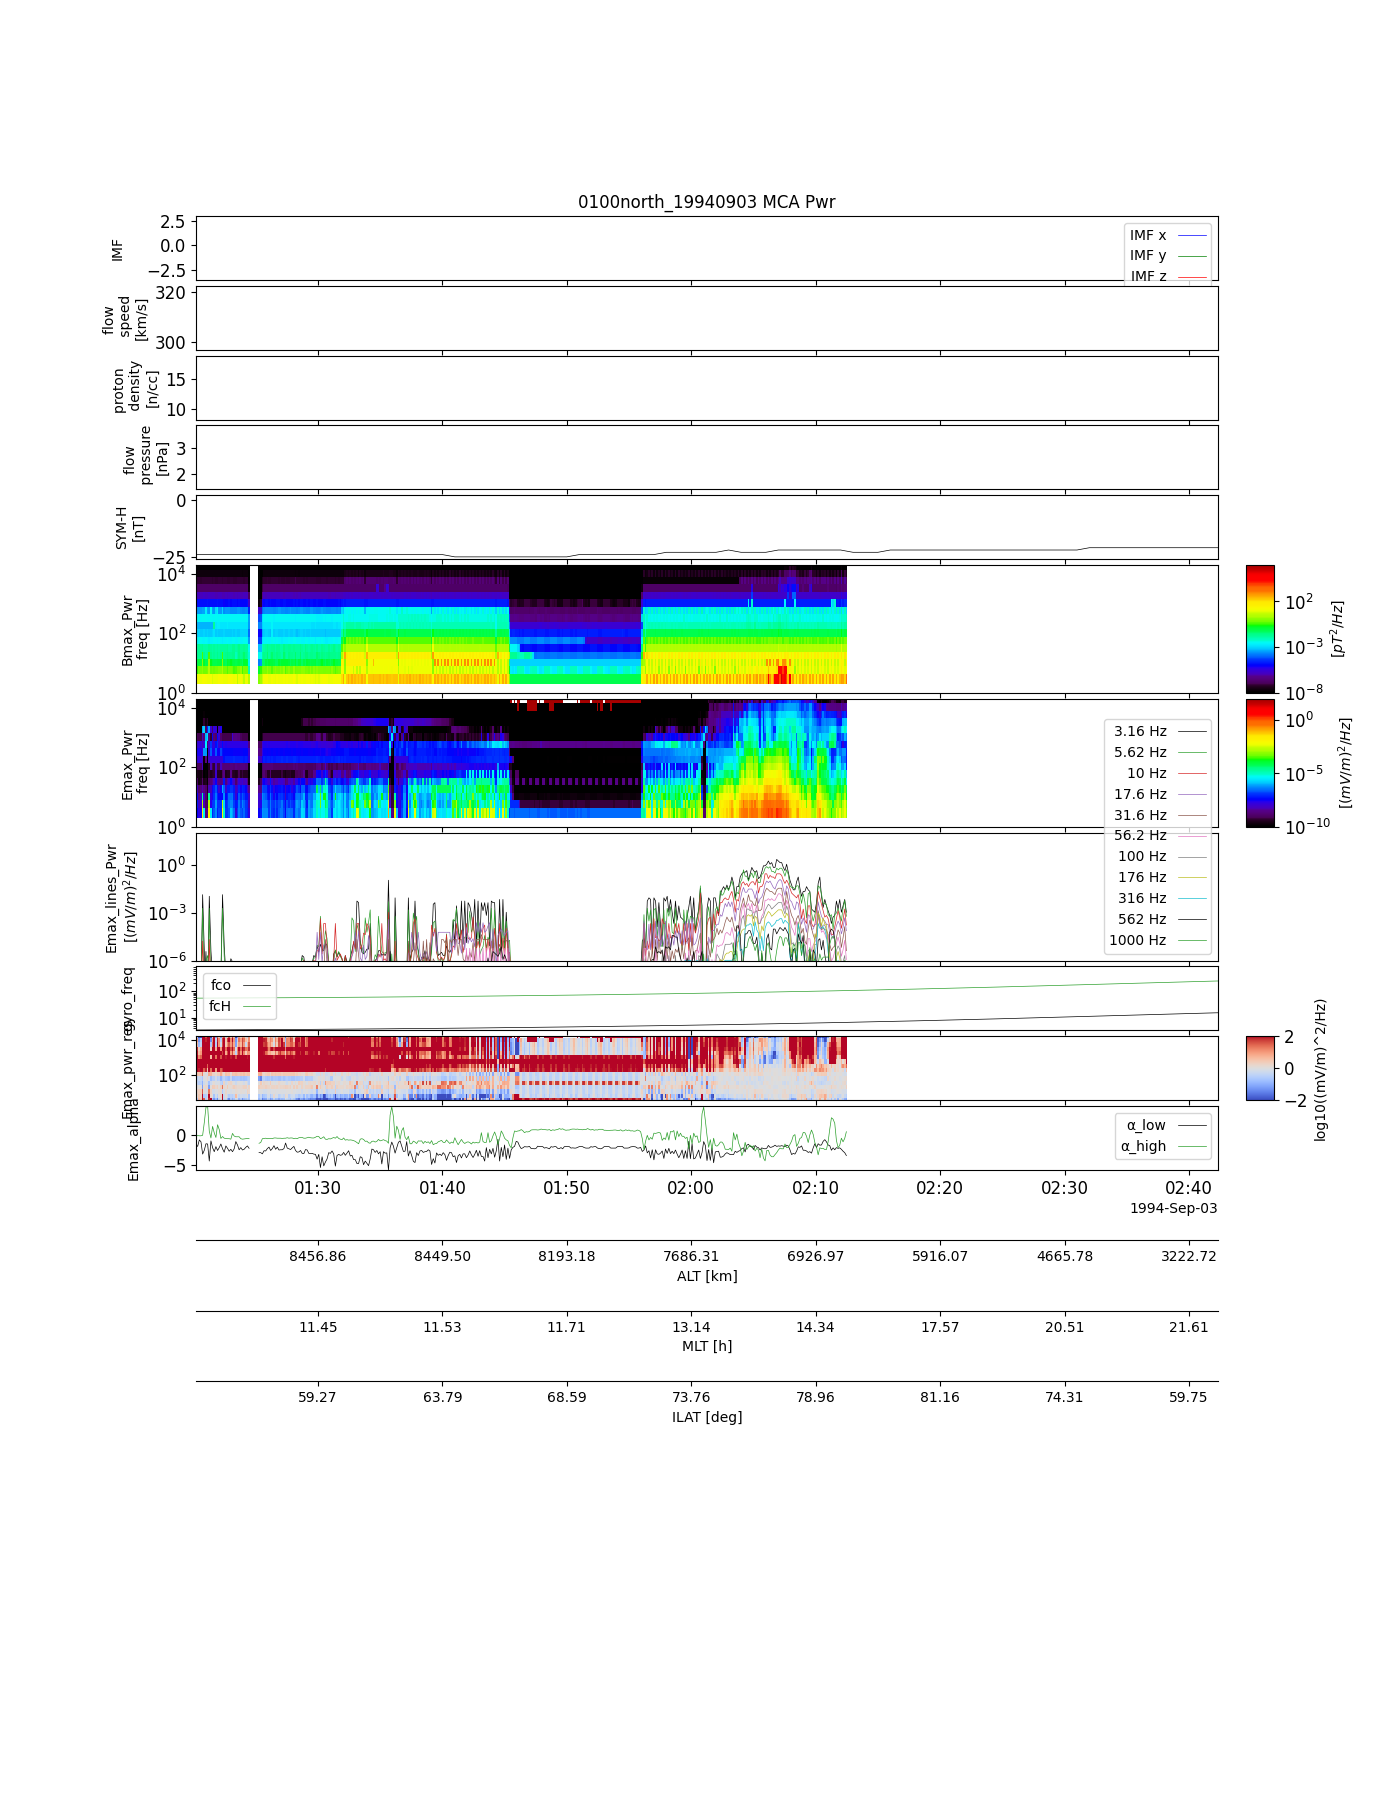 0100north_19940903 MCA Pwr
2.5
0.0
−2.5
IMF
IMF x
IMF y
IMF z
320
300
flow
speed
[km/s]
15
10
proton
density
[n/cc]
3
2
flow
pressure
[nPa]
0
−25
SYM-H
[nT]
10^4
10^2
10^0
Bmax_Pwr
freq [Hz]
10^2
10^−3
10^−8
[pT^2/Hz]
10^4
10^2
10^0
Emax_Pwr
freq [Hz]
10^0
10^−5
10^−10
[(mV/m)^2/Hz]
3.16 Hz
5.62 Hz
10 Hz
17.6 Hz
31.6 Hz
56.2 Hz
100 Hz
176 Hz
316 Hz
562 Hz
1000 Hz
10^0
10^−3
10^−6
Emax_lines_Pwr
[(mV/m)^2/Hz]
10^2
10^1
gyro_freq
fco
fcH
10^4
10^2
Emax_pwr_reg
2
0
−2
log10((mV/m)^2/Hz)
0
−5
Emax_alpha
α_low
α_high
01:30 01:40 01:50 02:00 02:10 02:20 02:30 02:40
1994-Sep-03
8456.86 8449.50 8193.18 7686.31 6926.97 5916.07 4665.78 3222.72
ALT [km]
11.45 11.53 11.71 13.14 14.34 17.57 20.51 21.61
MLT [h]
59.27 63.79 68.59 73.76 78.96 81.16 74.31 59.75
ILAT [deg]